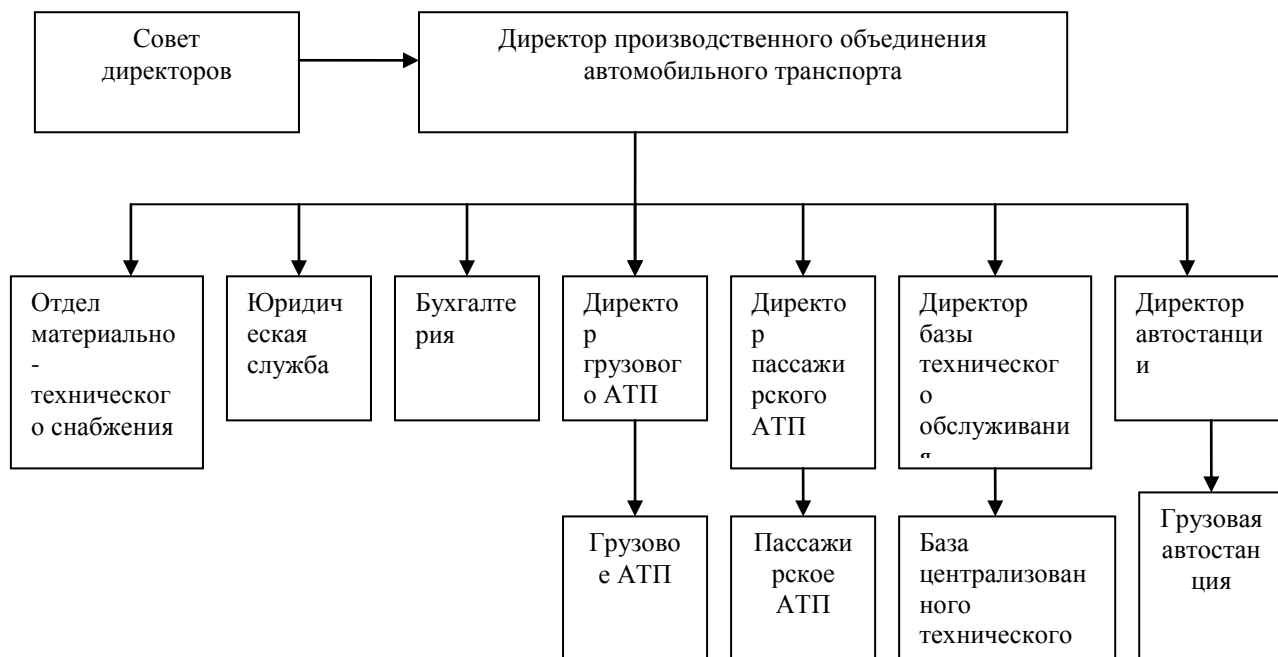 Совет
директоров
Директор производственного объединения
автомобильного транспорта
Отдел
материально
-
техническог
о снабжения
Юридич
еская
служба
Бухгалте
рия
Директо
р
грузовог
о АТП
Директо
р
пассажи
рского
АТП
Директор
базы
техническог
о
обслуживани
я
Директор
автостанци
и
Грузово
е АТП
Пассажи
рское
АТП
База
централизован
ного
технического
Грузовая
автостан
ция